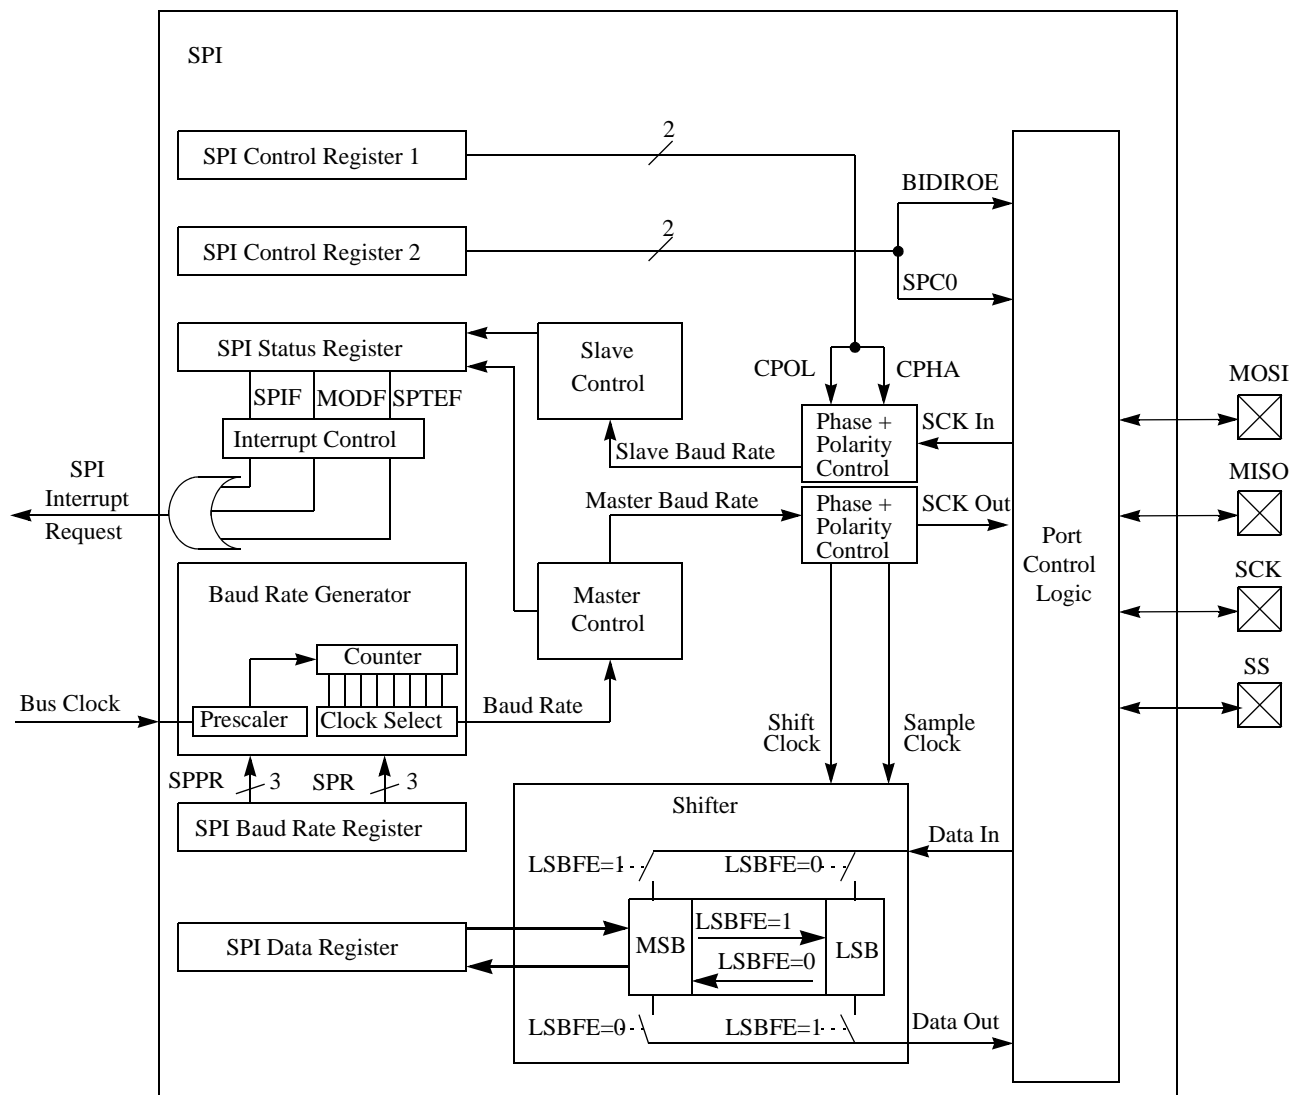 SPI
SPI Control Register 1
2
BIDIROE
SPI Control Register 2
2
SPC0
SPI Status Register
Slave
Control
CPOL
CPHA
SPIF
MODF
SPTEF
Interrupt Control
Phase +
Polarity
Control
SCK In
Slave Baud Rate
MOSI
SPI
Interrupt
Request
Master Baud Rate
Phase +
Polarity
Control
SCK Out
MISO
Port
Control
Logic
SCK
Baud Rate Generator
Counter
Master
Control
SS
Bus Clock
Prescaler
Clock Select
Baud Rate
Shift
Clock
Sample
Clock
SPPR
3
SPR
3
SPI Baud Rate Register
Shifter
Data In
LSBFE=1
LSBFE=0
SPI Data Register
MSB
LSBFE=1
LSBFE=0
LSB
LSBFE=0
LSBFE=1
Data Out